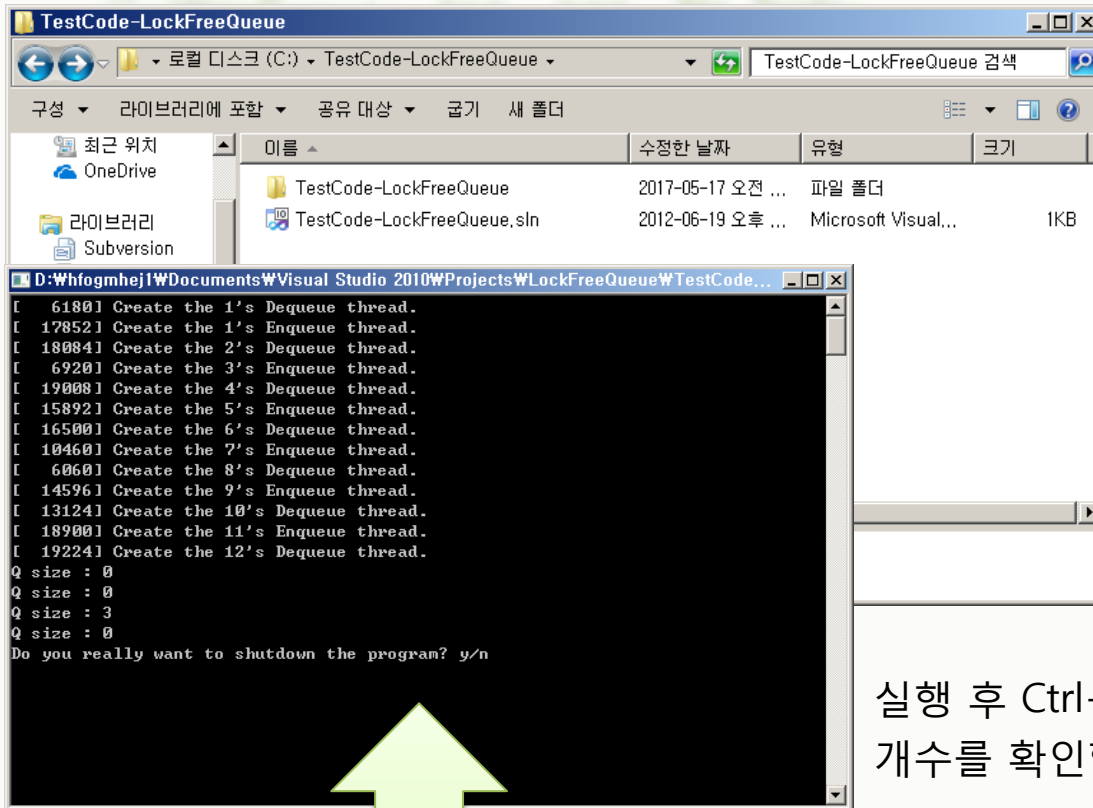 TestCode-LockFreeQueue
로컬 디스크 (C:) TestCode-LockFreeQueue
TestCode-LockFreeQueue 검색
구성 라이브러리에 포함 공유 대상 굽기 새 폴더
최근 위치
OneDrive
라이브러리
Subversion
이름 수정한 날짜 유형 크기
TestCode-LockFreeQueue 2017-05-17 오전 ... 파일 폴더
TestCode-LockFreeQueue.sln 2012-06-19 오후 ... Microsoft Visual... 1KB
D:₩hfogmhej1₩Documents₩Visual Studio 2010₩Projects₩LockFreeQueue₩TestCode...
[ 6180] Create the 1's Dequeue thread.
[ 17852] Create the 1's Enqueue thread.
[ 18084] Create the 2's Dequeue thread.
[ 6920] Create the 3's Enqueue thread.
[ 19008] Create the 4's Dequeue thread.
[ 15892] Create the 5's Enqueue thread.
[ 16500] Create the 6's Dequeue thread.
[ 10460] Create the 7's Enqueue thread.
[ 6060] Create the 8's Dequeue thread.
[ 14596] Create the 9's Enqueue thread.
[ 13124] Create the 10's Dequeue thread.
[ 18900] Create the 11's Enqueue thread.
[ 19224] Create the 12's Dequeue thread.
Q size : 0
Q size : 0
Q size : 3
Q size : 0
Do you really want to shutdown the program? y/n
실행 후 Ctrl-
개수를 확인